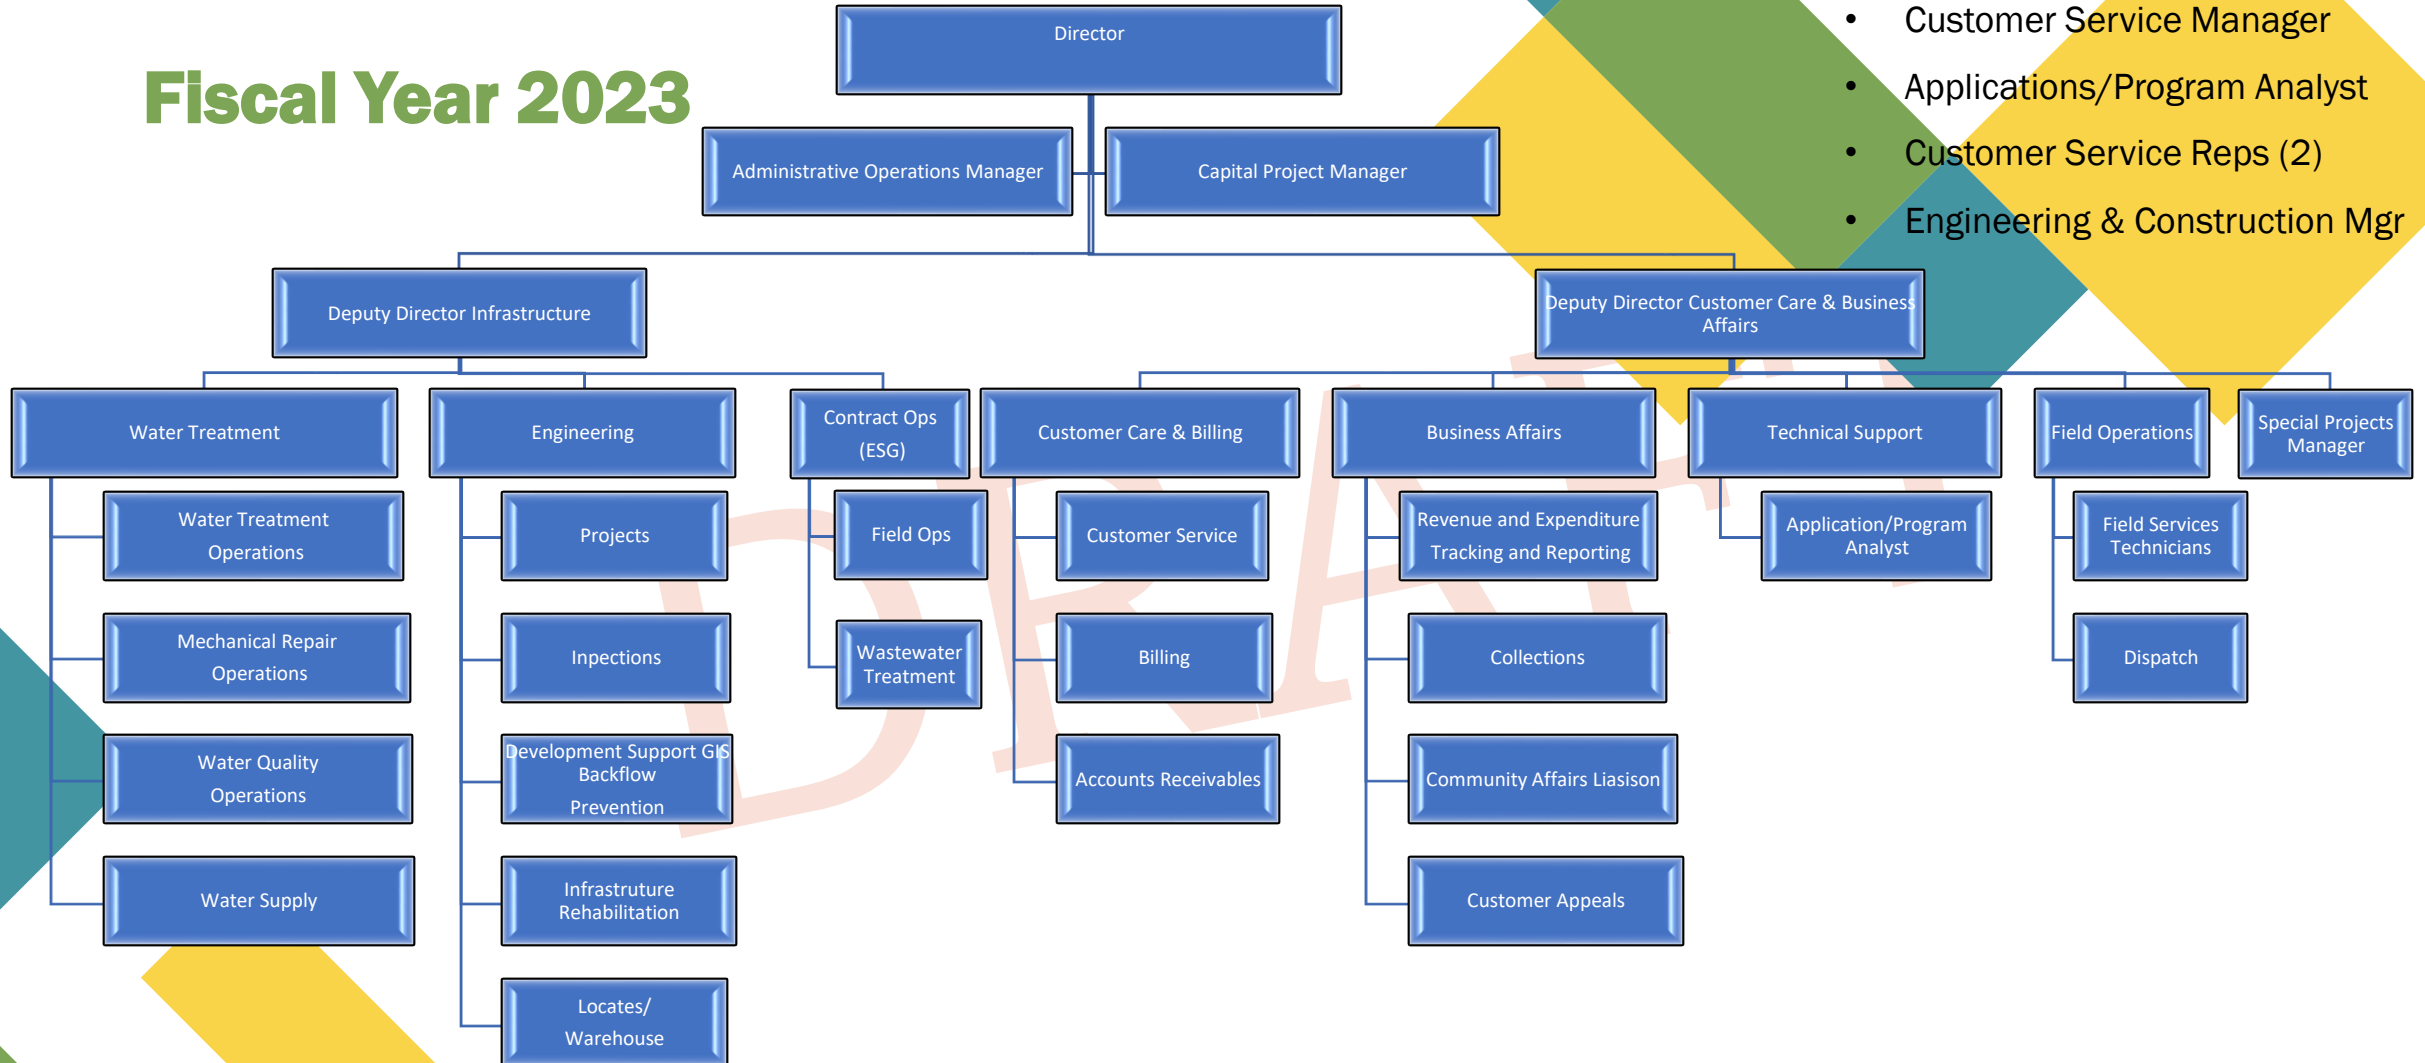 Fiscal Year 2023
Director
• Customer Service Manager
• Applications/Program Analyst
• Customer Service Reps (2)
• Engineering & Construction Mgr
Administrative Operations Manager
Capital Project Manager
Deputy Director Infrastructure
Deputy Director Customer Care & Business
Affairs
Water Treatment
Engineering
Contract Ops
(ESG)
Customer Care & Billing
Business Affairs
Technical Support
Field Operations
Special Projects
Manager
Water Treatment
Operations
Mechanical Repair
Operations
Water Quality
Operations
Water Supply
Projects
Inpections
Development Support GIS
Backflow
Prevention
Infrastruture
Rehabilitation
Locates/
Warehouse
Field Ops
Wastewater
Treatment
Customer Service
Billing
Accounts Receivables
Revenue and Expenditure
Tracking and Reporting
Collections
Community Affairs Liasison
Customer Appeals
Application/Program
Analyst
Field Services
Technicians
Dispatch
DRAFT